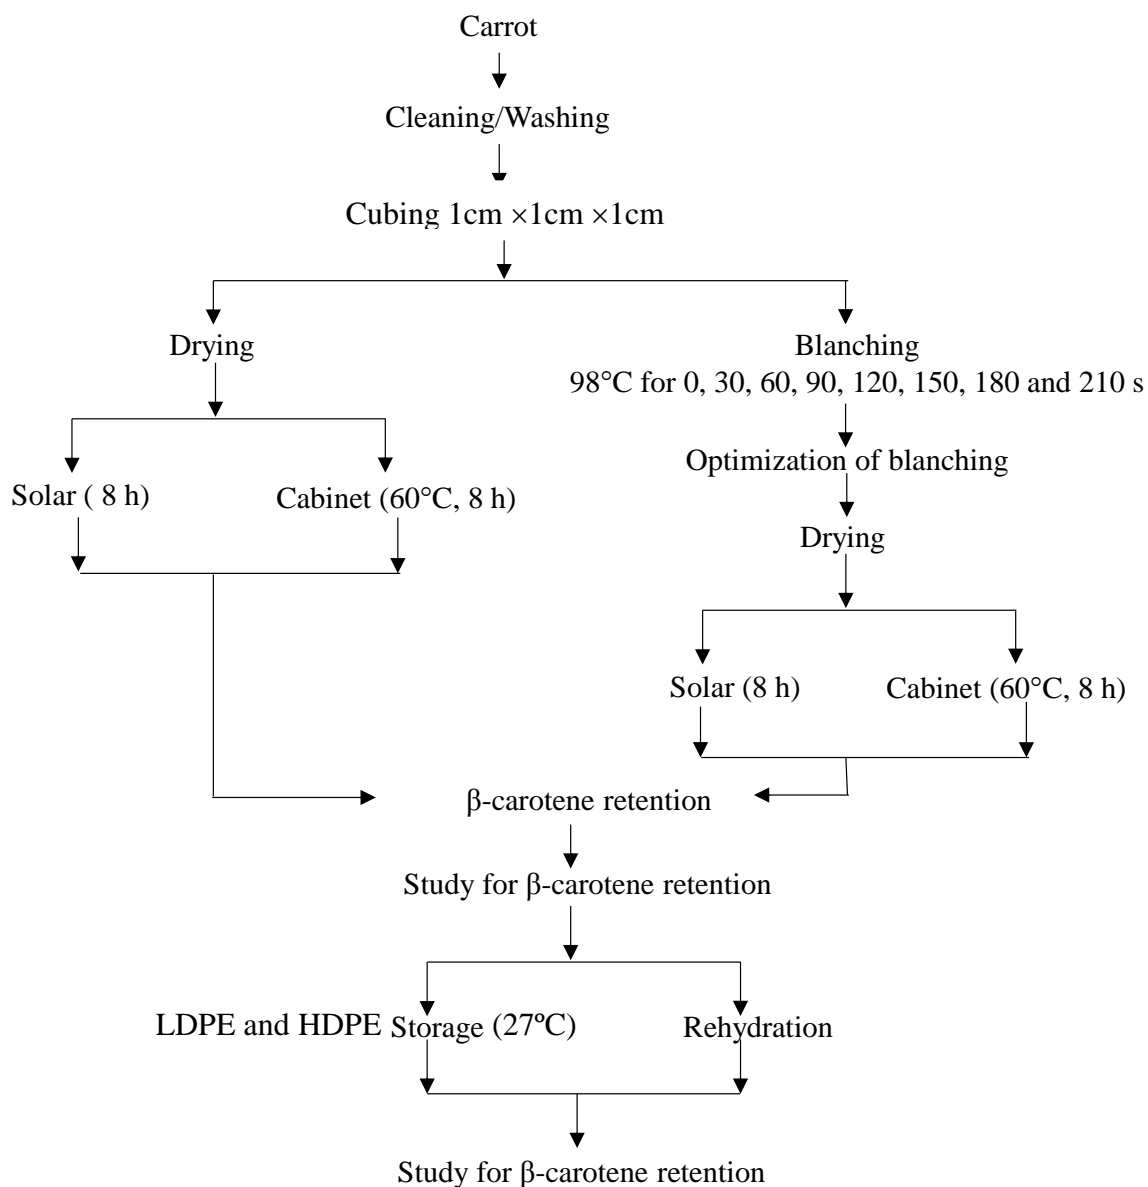 Carrot
Cleaning/Washing
Cubing 1cm ×1cm ×1cm
Drying
Blanching
98°C for 0, 30, 60, 90, 120, 150, 180 and 210 s
Optimization of blanching
Solar ( 8 h)
Cabinet (60°C, 8 h)
Drying
Solar (8 h)
Cabinet (60°C, 8 h)
β-carotene retention
Study for β-carotene retention
LDPE and HDPE Storage (27ºC)
Rehydration
Study for β-carotene retention